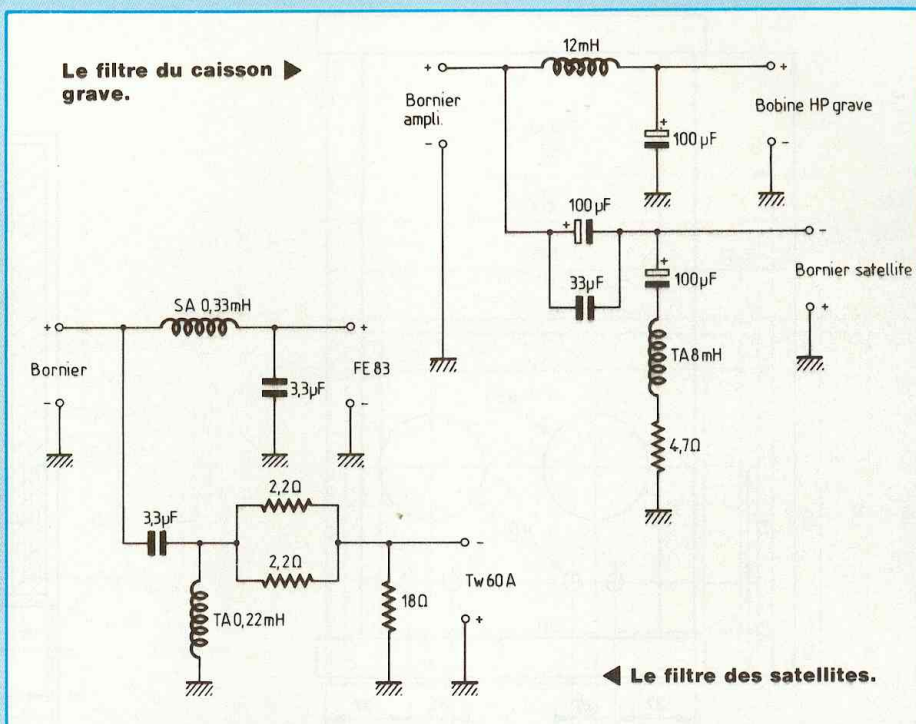 Le filtre du caisson ▶
grave.
12mH
+
+
Bornier
ampli.
-
+
100 µF
Bobine HP grave
-
100 µF
+
-
33µF
+
100µF
Bornier satellite
+
TA 8 mH
4,7Ω
SA 0,33mH
+
+
Bornier
-
3,3µF
FE 83
-
2,2Ω
3,3µF
2,2Ω
-
Tw 60 A
18Ω
+
TA 0,22mH
◀ Le filtre des satellites.